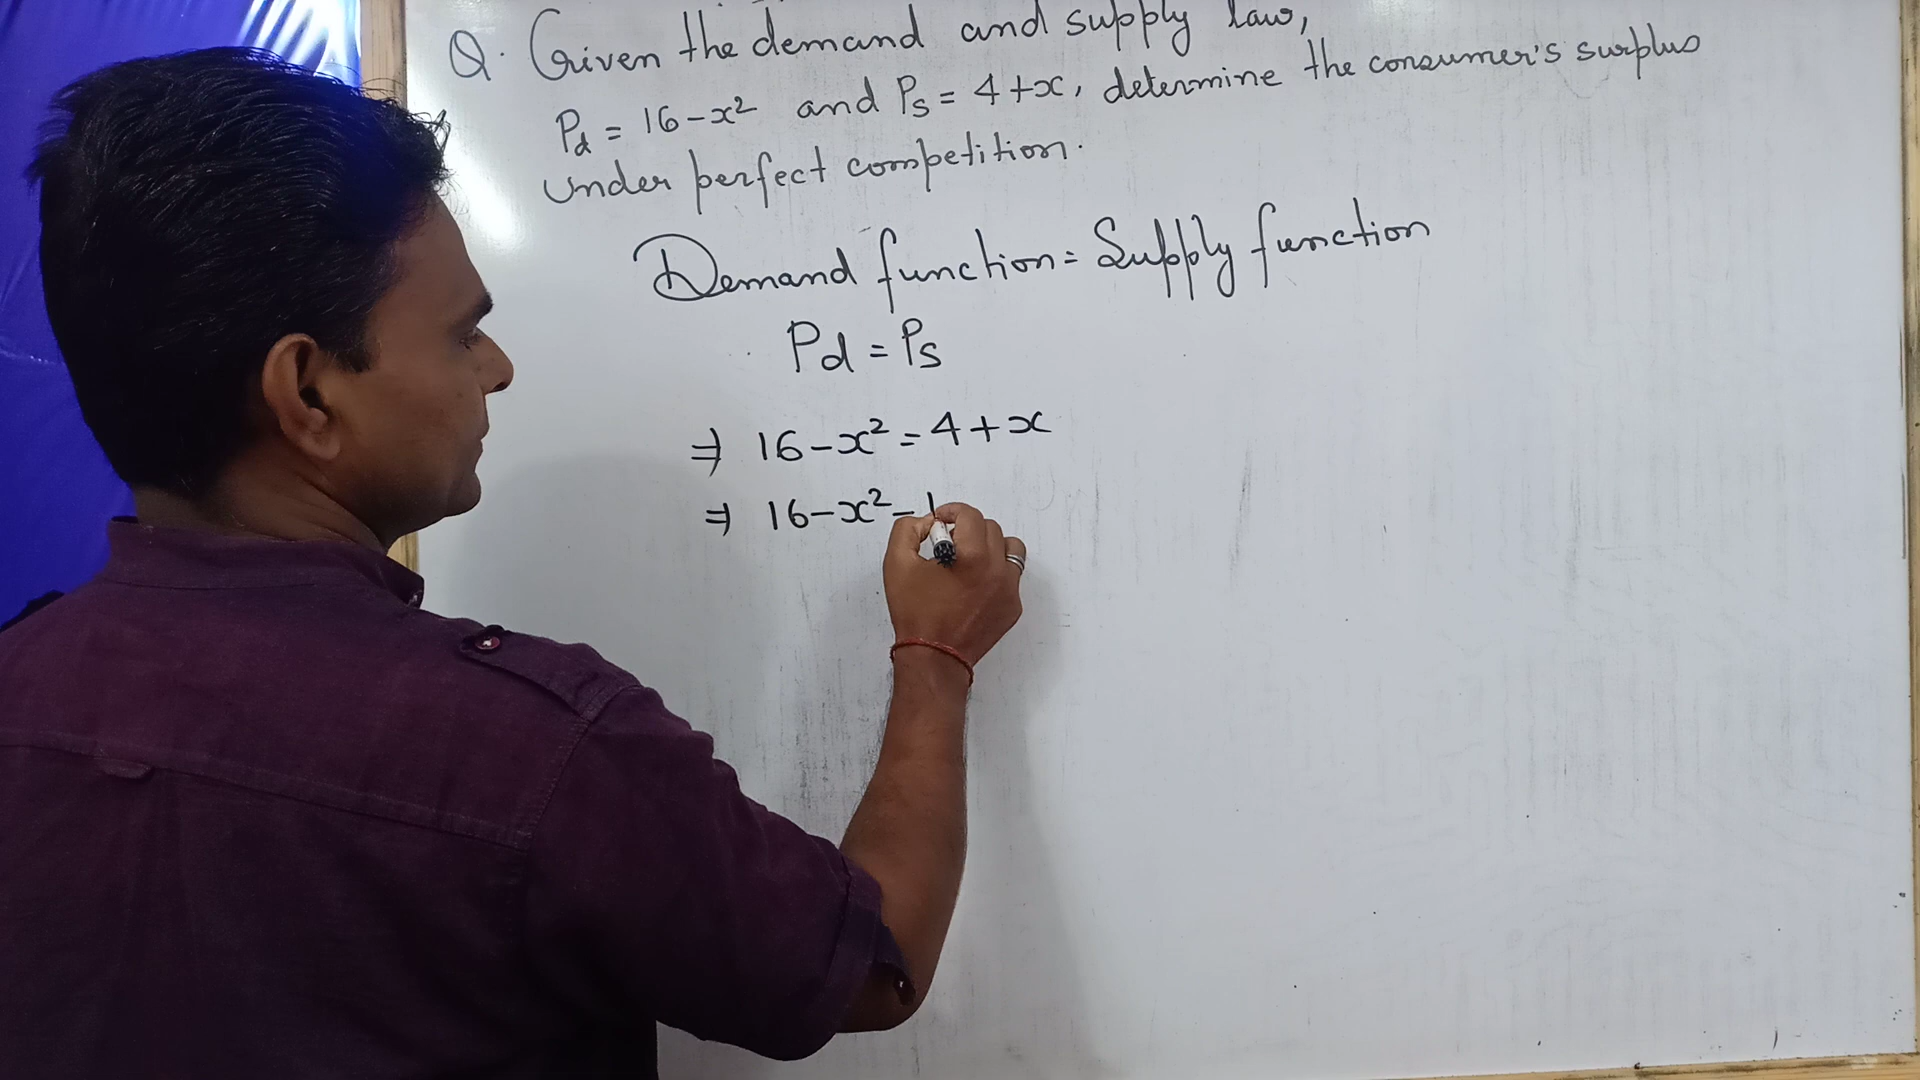 Q. Given the demand and supply law,
Pd = 16-x² and Ps = 4+x, determine the consumer's surplus
under perfect competition.
Demand function = Supply function
Pd = Ps
⇒ 16-x² = 4+x
⇒ 16-x² -